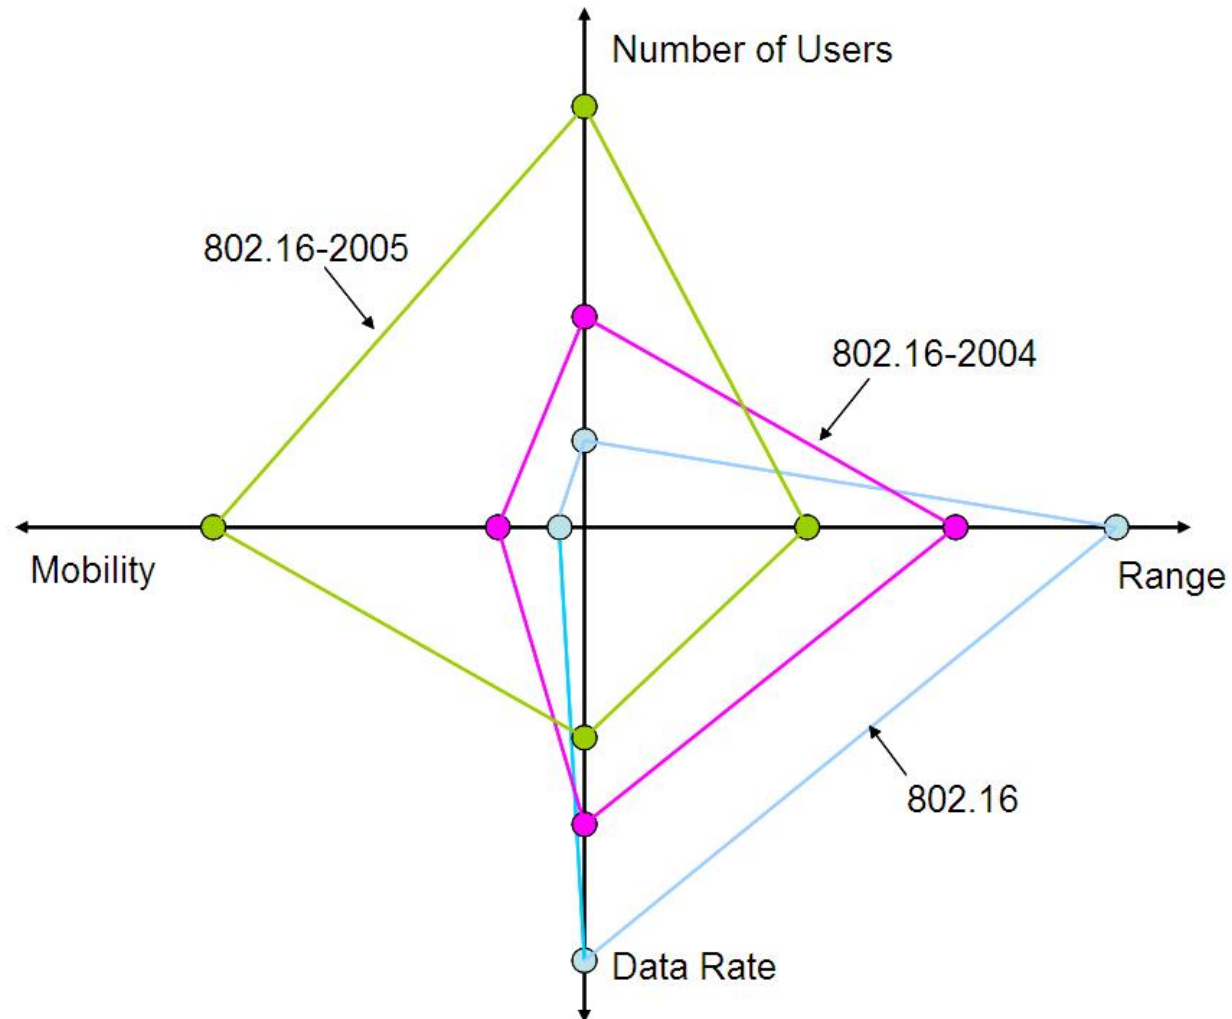 Number of Users
802.16-2005
802.16-2004
Mobility
Range
802.16
Data Rate